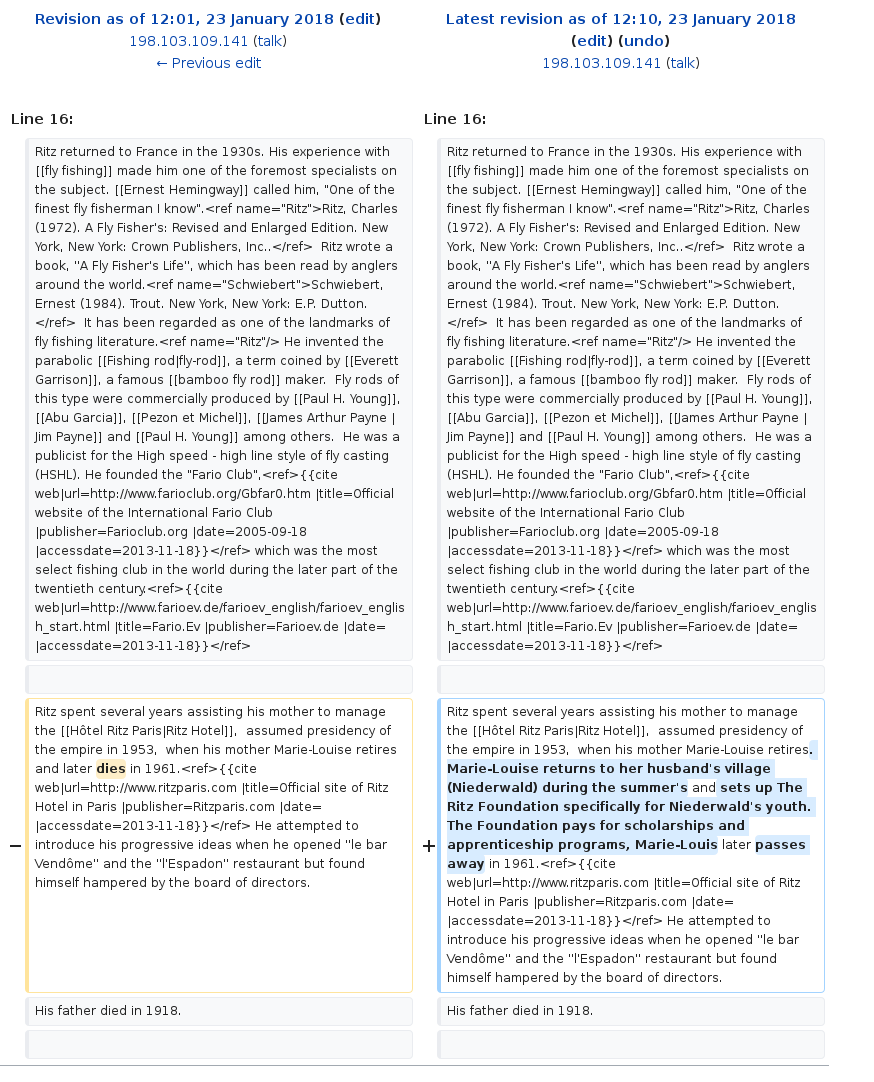 Revision as of 12:01, 23 January 2018 (edit)
198.103.109.141 (talk)
← Previous edit
Latest revision as of 12:10, 23 January 2018
(edit) (undo)
198.103.109.141 (talk)
Line 16:
Line 16:
Ritz returned to France in the 1930s. His experience with
[[fly fishing]] made him one of the foremost specialists on
the subject. [[Ernest Hemingway]] called him, "One of the
finest fly fisherman I know".<ref name="Ritz">Ritz, Charles
(1972). A Fly Fisher's: Revised and Enlarged Edition. New
York, New York: Crown Publishers, Inc..</ref>  Ritz wrote a
book, ''A Fly Fisher's Life'', which has been read by anglers
around the world.<ref name="Schwiebert">Schwiebert,
Ernest (1984). Trout. New York, New York: E.P. Dutton.
</ref>  It has been regarded as one of the landmarks of
fly fishing literature.<ref name="Ritz"/> He invented the
parabolic [[Fishing rod|fly-rod]], a term coined by [[Everett
Garrison]], a famous [[bamboo fly rod]] maker.  Fly rods of
this type were commercially produced by [[Paul H. Young]],
[[Abu Garcia]], [[Pezon et Michel]], [[James Arthur Payne |
Jim Payne]] and [[Paul H. Young]] among others.  He was a
publicist for the High speed - high line style of fly casting
(HSHL). He founded the "Fario Club",<ref>{{cite
web|url=http://www.farioclub.org/Gbfar0.htm |title=Official
website of the International Fario Club
|publisher=Farioclub.org |date=2005-09-18
|accessdate=2013-11-18}}</ref> which was the most
select fishing club in the world during the later part of the
twentieth century.<ref>{{cite
web|url=http://www.farioev.de/farioev_english/farioev_englis
h_start.html |title=Fario.Ev |publisher=Farioev.de |date=
|accessdate=2013-11-18}}</ref>
Ritz returned to France in the 1930s. His experience with
[[fly fishing]] made him one of the foremost specialists on
the subject. [[Ernest Hemingway]] called him, "One of the
finest fly fisherman I know".<ref name="Ritz">Ritz, Charles
(1972). A Fly Fisher's: Revised and Enlarged Edition. New
York, New York: Crown Publishers, Inc..</ref>  Ritz wrote a
book, ''A Fly Fisher's Life'', which has been read by anglers
around the world.<ref name="Schwiebert">Schwiebert,
Ernest (1984). Trout. New York, New York: E.P. Dutton.
</ref>  It has been regarded as one of the landmarks of
fly fishing literature.<ref name="Ritz"/> He invented the
parabolic [[Fishing rod|fly-rod]], a term coined by [[Everett
Garrison]], a famous [[bamboo fly rod]] maker.  Fly rods of
this type were commercially produced by [[Paul H. Young]],
[[Abu Garcia]], [[Pezon et Michel]], [[James Arthur Payne |
Jim Payne]] and [[Paul H. Young]] among others.  He was a
publicist for the High speed - high line style of fly casting
(HSHL). He founded the "Fario Club",<ref>{{cite
web|url=http://www.farioclub.org/Gbfar0.htm |title=Official
website of the International Fario Club
|publisher=Farioclub.org |date=2005-09-18
|accessdate=2013-11-18}}</ref> which was the most
select fishing club in the world during the later part of the
twentieth century.<ref>{{cite
web|url=http://www.farioev.de/farioev_english/farioev_englis
h_start.html |title=Fario.Ev |publisher=Farioev.de |date=
|accessdate=2013-11-18}}</ref>
−
Ritz spent several years assisting his mother to manage
the [[Hôtel Ritz Paris|Ritz Hotel]],  assumed presidency of
the empire in 1953,  when his mother Marie-Louise retires
and later dies in 1961.<ref>{{cite
web|url=http://www.ritzparis.com |title=Official site of Ritz
Hotel in Paris |publisher=Ritzparis.com |date=
|accessdate=2013-11-18}}</ref> He attempted to
introduce his progressive ideas when he opened "le bar
Vendôme" and the "l'Espadon" restaurant but found
himself hampered by the board of directors.
+
Ritz spent several years assisting his mother to manage
the [[Hôtel Ritz Paris|Ritz Hotel]],  assumed presidency of
the empire in 1953,  when his mother Marie-Louise retires.
Marie-Louise returns to her husband's village
(Niederwald) during the summer's and sets up The
Ritz Foundation specifically for Niederwald's youth.
The Foundation pays for scholarships and
apprenticeship programs, Marie-Louis later passes
away in 1961.<ref>{{cite
web|url=http://www.ritzparis.com |title=Official site of Ritz
Hotel in Paris |publisher=Ritzparis.com |date=
|accessdate=2013-11-18}}</ref> He attempted to
introduce his progressive ideas when he opened "le bar
Vendôme" and the "l'Espadon" restaurant but found
himself hampered by the board of directors.
His father died in 1918.
His father died in 1918.